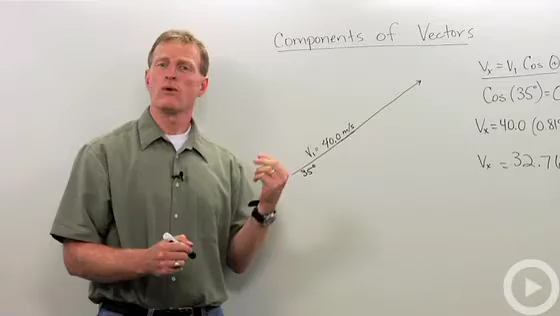 Components of Vectors
V₁ = 40.0 m/s
35°
Vx = V₁ Cos
Cos (35°) =
Vx = 40.0 (0.819
Vx = 32.76